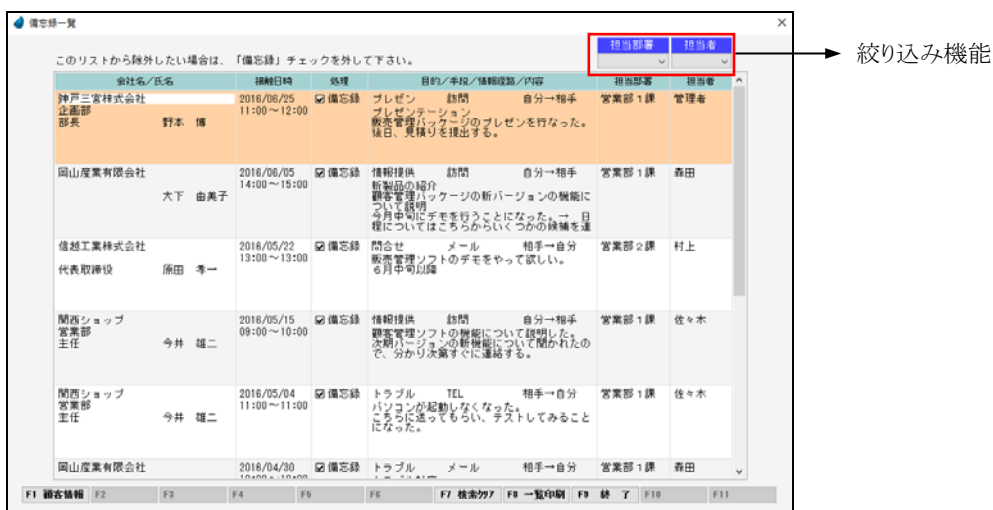 備忘録一覧
担当部署 担当者
絞り込み機能
このリストから除外したい場合は、「備忘録」チェックを外して下さい。
会社名/氏名 接触日時 処理 目的/手段/情報経路/内容 担当部署 担当者
神戸三宮株式会社 2016/06/25 備忘録 プレゼン 訪問 自分→相手 営業部1課 管理者
企画部 11:00~12:00 プレゼンテーション
部長 野本 博 販売管理パッケージのプレゼンを行なった。
後日、見積りを提出する。
岡山産業有限会社 2016/06/05 備忘録 情報提供 訪問 自分→相手 営業部1課 森田
14:00~15:00 新製品の紹介
大下 由美子 顧客管理パッケージの新バージョンの機能に
ついて説明
今月中旬にデモを行うことになった。→ 日
程についてはこちらからいくつかの候補を連
信越工業株式会社 2016/05/22 備忘録 問合せ メール 相手→自分 営業部2課 村上
13:00~13:00 販売管理ソフトのデモをやって欲しい。
代表取締役 原田 孝一 6月中旬以降
関西ショップ 2016/05/15 備忘録 情報提供 訪問 自分→相手 営業部1課 佐々木
営業部 09:00~10:00 顧客管理ソフトの機能について説明した。
主任 今井 雄二 次期バージョンの新機能について聞かれたの
で、分かり次第すぐに連絡する。
関西ショップ 2016/05/04 備忘録 トラブル TEL 相手→自分 営業部1課 佐々木
営業部 11:00~11:00 パソコンが起動しなくなった。
主任 今井 雄二 こちらに送ってもらい、テストしてみること
になった。
岡山産業有限会社 2016/04/30 備忘録 トラブル メール 相手→自分 営業部1課 森田
F1 顧客情報 F2 F3 F4 F5 F6 F7 検索クリア F8 一覧印刷 F9 終 了 F10 F11